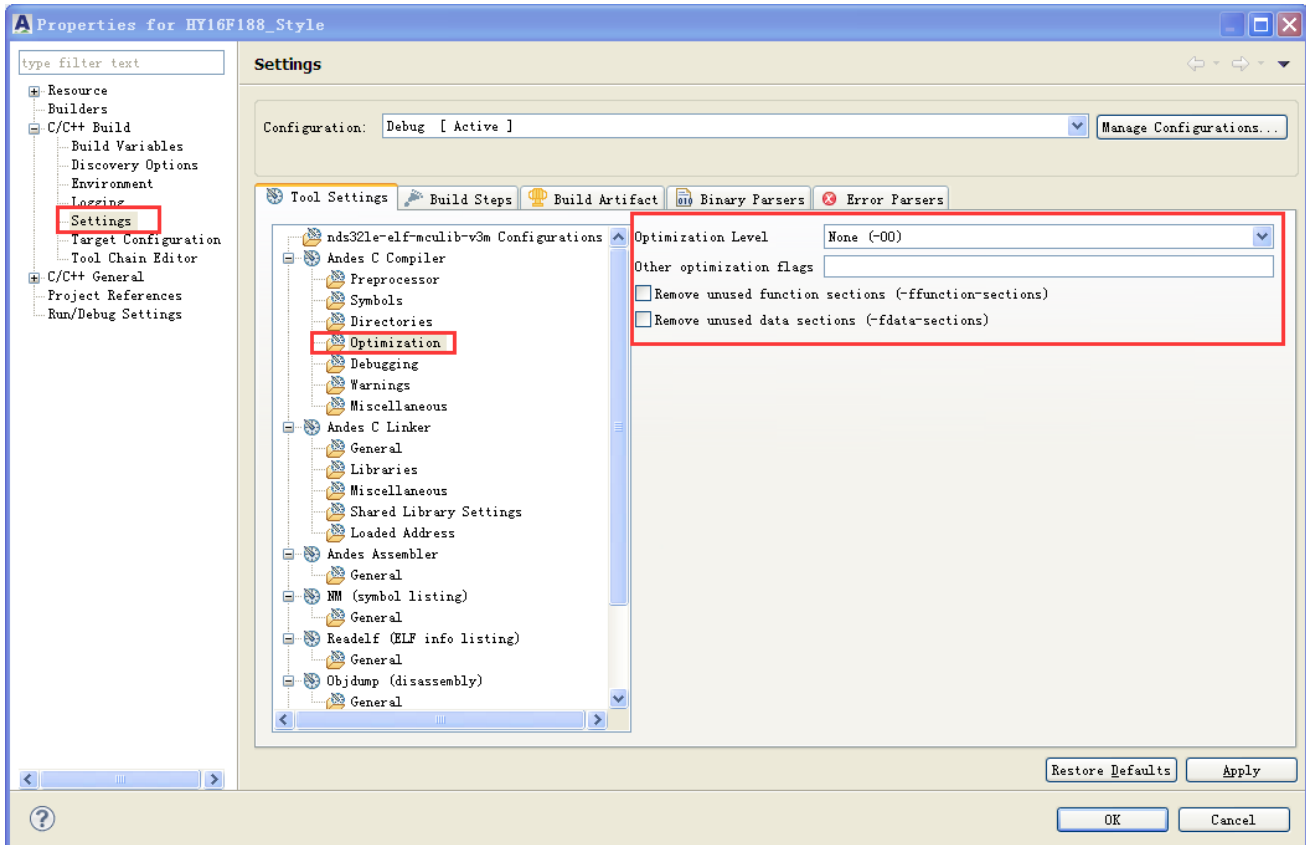 Properties for HY16F188_Style
type filter text
Resource
Builders
C/C++ Build
Build Variables
Discovery Options
Environment
Logging
Settings
Target Configuration
Tool Chain Editor
C/C++ General
Project References
Run/Debug Settings
Settings
Configuration: Debug [ Active ] Manage Configurations...
Tool Settings Build Steps Build Artifact Binary Parsers Error Parsers
nds32le-elf-mculib-v3m Configurations
Andes C Compiler
Preprocessor
Symbols
Directories
Optimization
Debugging
Warnings
Miscellaneous
Andes C Linker
General
Libraries
Miscellaneous
Shared Library Settings
Loaded Address
Andes Assembler
General
NM (symbol listing)
General
Readelf (ELF info listing)
General
Objdump (disassembly)
General
Optimization Level None (-O0)
Other optimization flags
Remove unused function sections (-ffunction-sections)
Remove unused data sections (-fdata-sections)
Restore Defaults Apply
OK Cancel